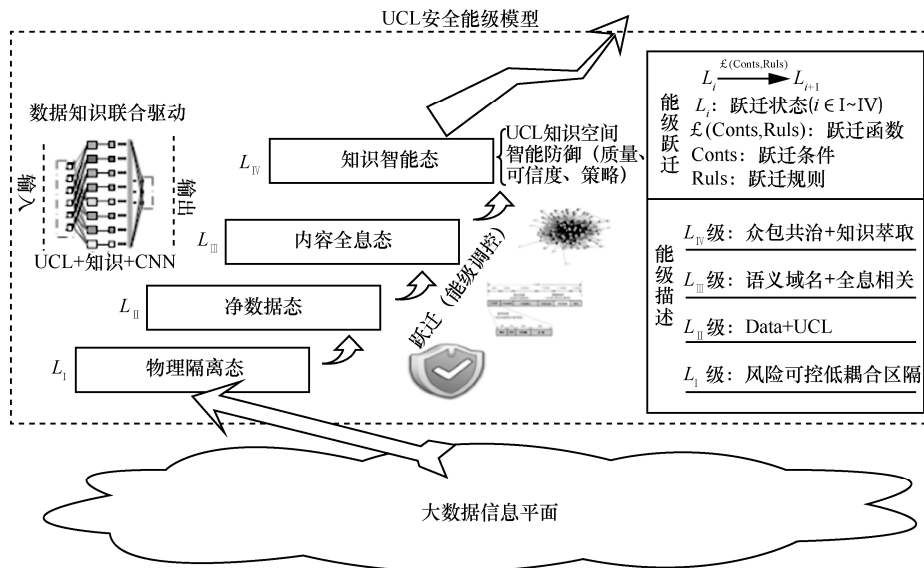 UCL安全能级模型
数据知识联合驱动
输入
输出
UCL+知识+CNN
L_IV
知识智能态
UCL知识空间
智能防御（质量、
可信度、策略）
L_III
内容全息态
L_II
净数据态
L_I
物理隔离态
跃迁（能级调控）
能级跃迁
£(Conts,Ruls)
L_i → L_{i+1}
L_i：跃迁状态(i∈I~IV)
£(Conts,Ruls)：跃迁函数
Conts：跃迁条件
Ruls：跃迁规则
能级描述
L_IV级：众包共治+知识萃取
L_III级：语义域名+全息相关
L_II级：Data+UCL
L_I级：风险可控低耦合区隔
大数据信息平面